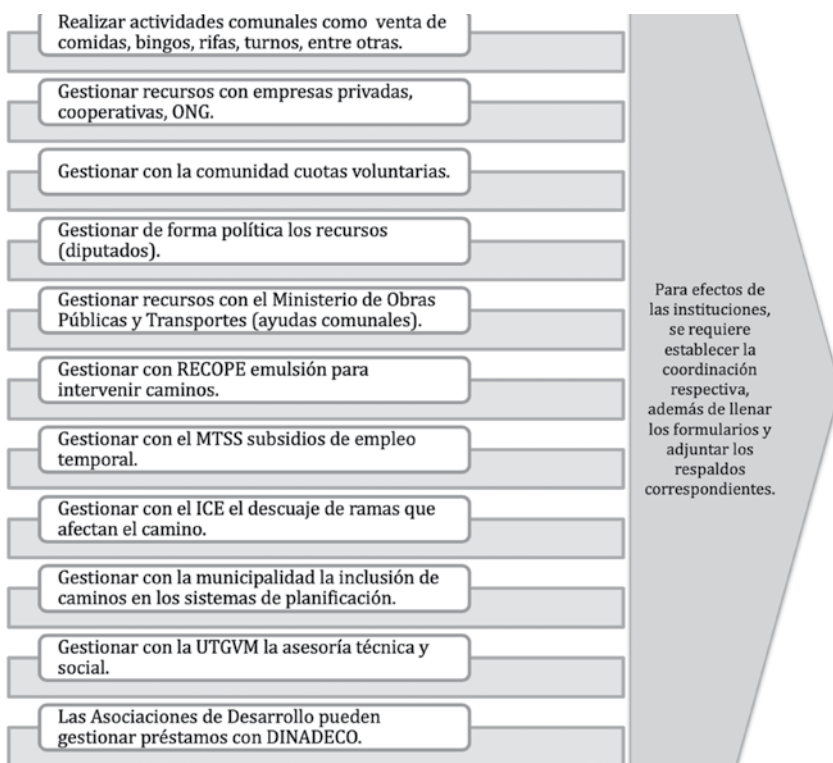 Realizar actividades comunales como venta de
comidas, bingos, rifas, turnos, entre otras.
Gestionar recursos con empresas privadas,
cooperativas, ONG.
Gestionar con la comunidad cuotas voluntarias.
Gestionar de forma política los recursos
(diputados).
Gestionar recursos con el Ministerio de Obras
Públicas y Transportes (ayudas comunales).
Gestionar con RECOPE emulsión para
intervenir caminos.
Gestionar con el MTSS subsidios de empleo
temporal.
Gestionar con el ICE el descuaje de ramas que
afectan el camino.
Gestionar con la municipalidad la inclusión de
caminos en los sistemas de planificación.
Gestionar con la UTGVM la asesoría técnica y
social.
Las Asociaciones de Desarrollo pueden
gestionar préstamos con DINADECO.
Para efectos de
las instituciones,
se requiere
establecer la
coordinación
respectiva,
además de llenar
los formularios y
adjuntar los
respaldos
correspondientes.